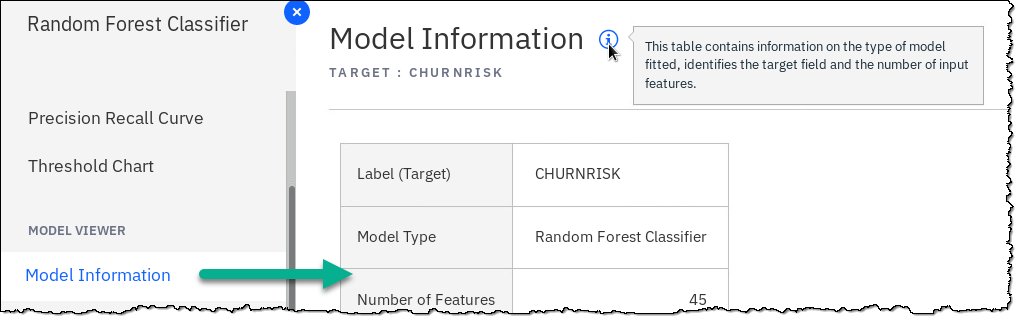 Random Forest Classifier
Precision Recall Curve
Threshold Chart
MODEL VIEWER
Model Information
Model Information
TARGET : CHURNRISK
This table contains information on the type of model
fitted, identifies the target field and the number of input
features.
Label (Target) CHURNRISK
Model Type Random Forest Classifier
Number of Features 45